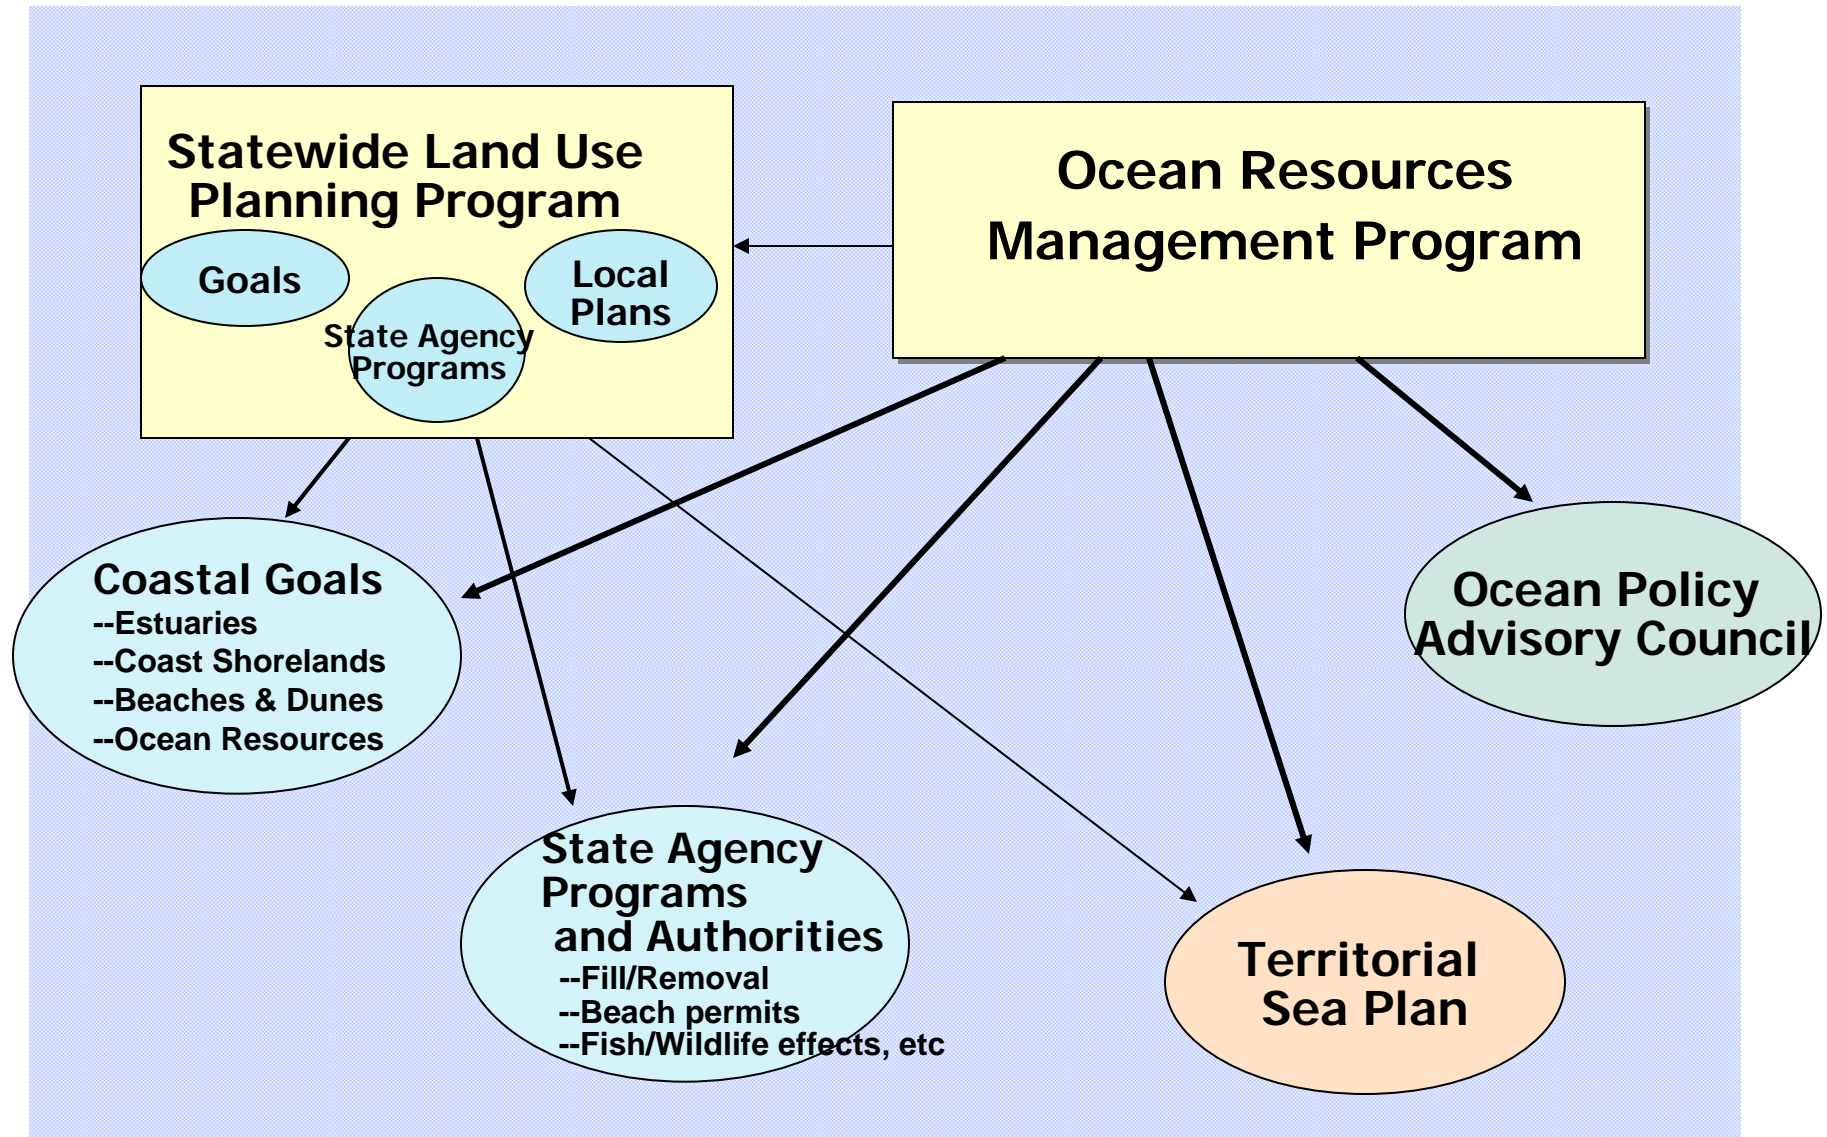 Statewide Land Use
Planning Program
Goals
Local
Plans
State Agency
Programs
Ocean Resources
Management Program
Coastal Goals
--Estuaries
--Coast Shorelands
--Beaches & Dunes
--Ocean Resources
Ocean Policy
Advisory Council
State Agency
Programs
and Authorities
--Fill/Removal
--Beach permits
--Fish/Wildlife effects, etc
Territorial
Sea Plan